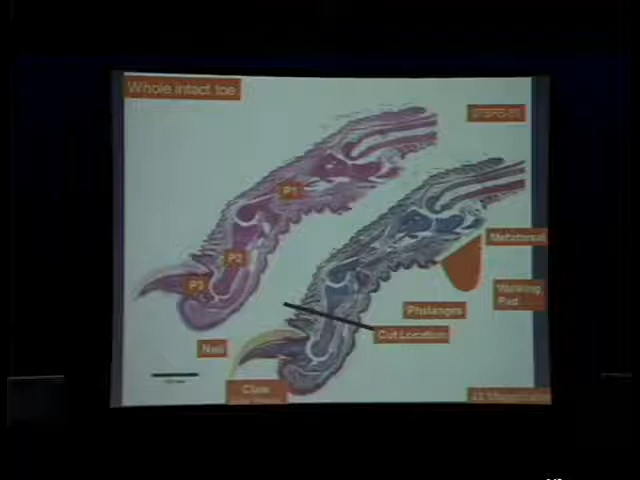 Whole intact toe
P1
Metatarsal
P2
P3
Walking
Pad
Phalanges
Cut Location
Nail
Claw